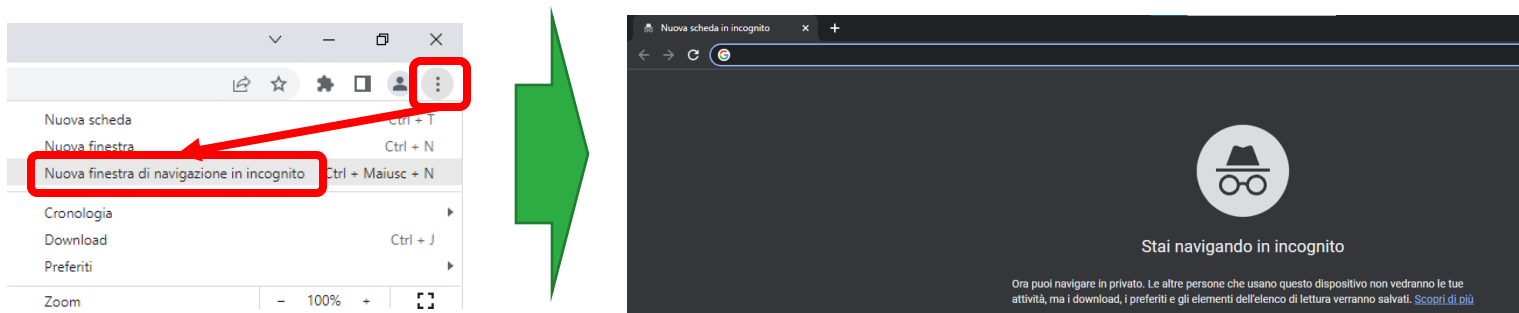 Nuova scheda
Ctrl + T
Nuova finestra
Ctrl + N
Nuova finestra di navigazione in incognito
Ctrl + Maiusc + N
Cronologia
Download
Ctrl + J
Preferiti
Zoom
- 100% +
Nuova scheda in incognito
Stai navigando in incognito
Ora puoi navigare in privato. Le altre persone che usano questo dispositivo non vedranno le tue
attività, ma i download, i preferiti e gli elementi dell'elenco di lettura verranno salvati. Scopri di più